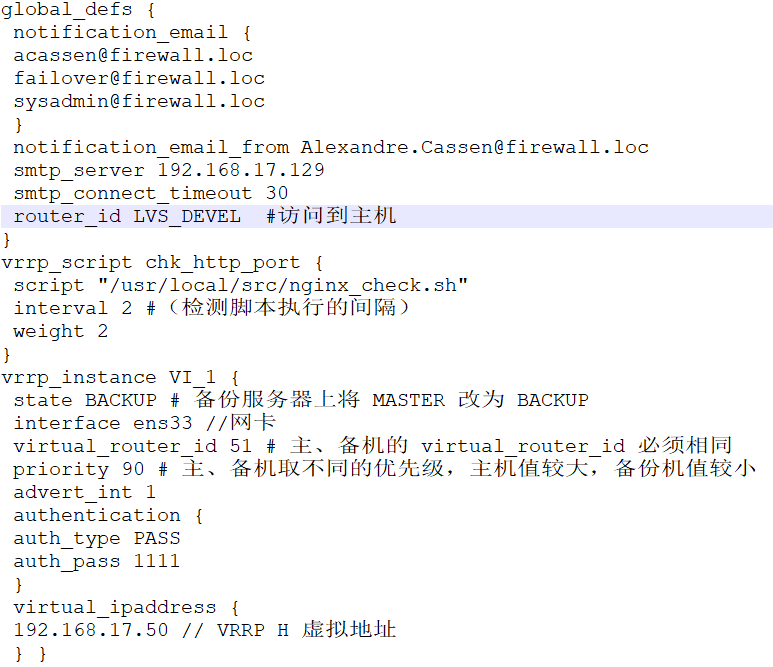 global_defs {
notification_email {
acassen@firewall.loc
failover@firewall.loc
sysadmin@firewall.loc
}
notification_email_from Alexandre.Cassen@firewall.loc
smtp_server 192.168.17.129
smtp_connect_timeout 30
router_id LVS_DEVEL  #访问到主机
}
vrrp_script chk_http_port {
script "/usr/local/src/nginx_check.sh"
interval 2 #（检测脚本执行的间隔）
weight 2
}
vrrp_instance VI_1 {
state BACKUP # 备份服务器上将 MASTER 改为 BACKUP
interface ens33 //网卡
virtual_router_id 51 # 主、备机的 virtual_router_id 必须相同
priority 90 # 主、备机取不同的优先级，主机值较大，备份机值较小
advert_int 1
authentication {
auth_type PASS
auth_pass 1111
}
virtual_ipaddress {
192.168.17.50 // VRRP H 虚拟地址
} }